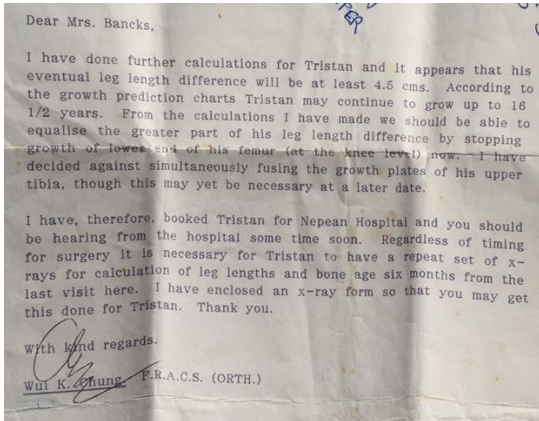 PER
Dear Mrs. Bancks,
I have done further calculations for Tristan and it appears that his
eventual leg length difference will be at least 4.5 cms. According to
the growth prediction charts Tristan may continue to grow up to 16
1/2 years. From the calculations I have made we should be able to
equalise the greater part of his leg length difference by stopping
growth of lower end of his femur (at the knee level) now. I have
decided against simultaneously fusing the growth plates of his upper
tibia, though this may yet be necessary at a later date.
I have, therefore, booked Tristan for Nepean Hospital and you should
be hearing from the hospital some time soon. Regardless of timing
for surgery it is necessary for Tristan to have a repeat set of x-
rays for calculation of leg lengths and bone age six months from the
last visit here. I have enclosed an x-ray form so that you may get
this done for Tristan. Thank you.
With kind regards.
Wui K. Chung. F.R.A.C.S. (ORTH.)